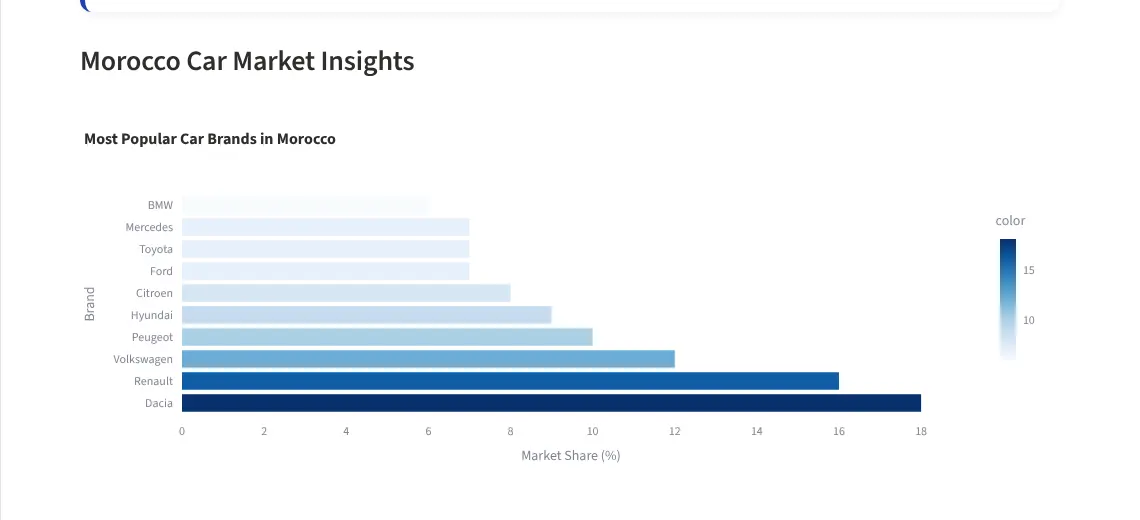 Morocco Car Market Insights
Most Popular Car Brands in Morocco
BMW
Mercedes
Toyota
Ford
Citroen
Hyundai
Peugeot
Volkswagen
Renault
Dacia
Brand
0 2 4 6 8 10 12 14 16 18
Market Share (%)
color
15
10